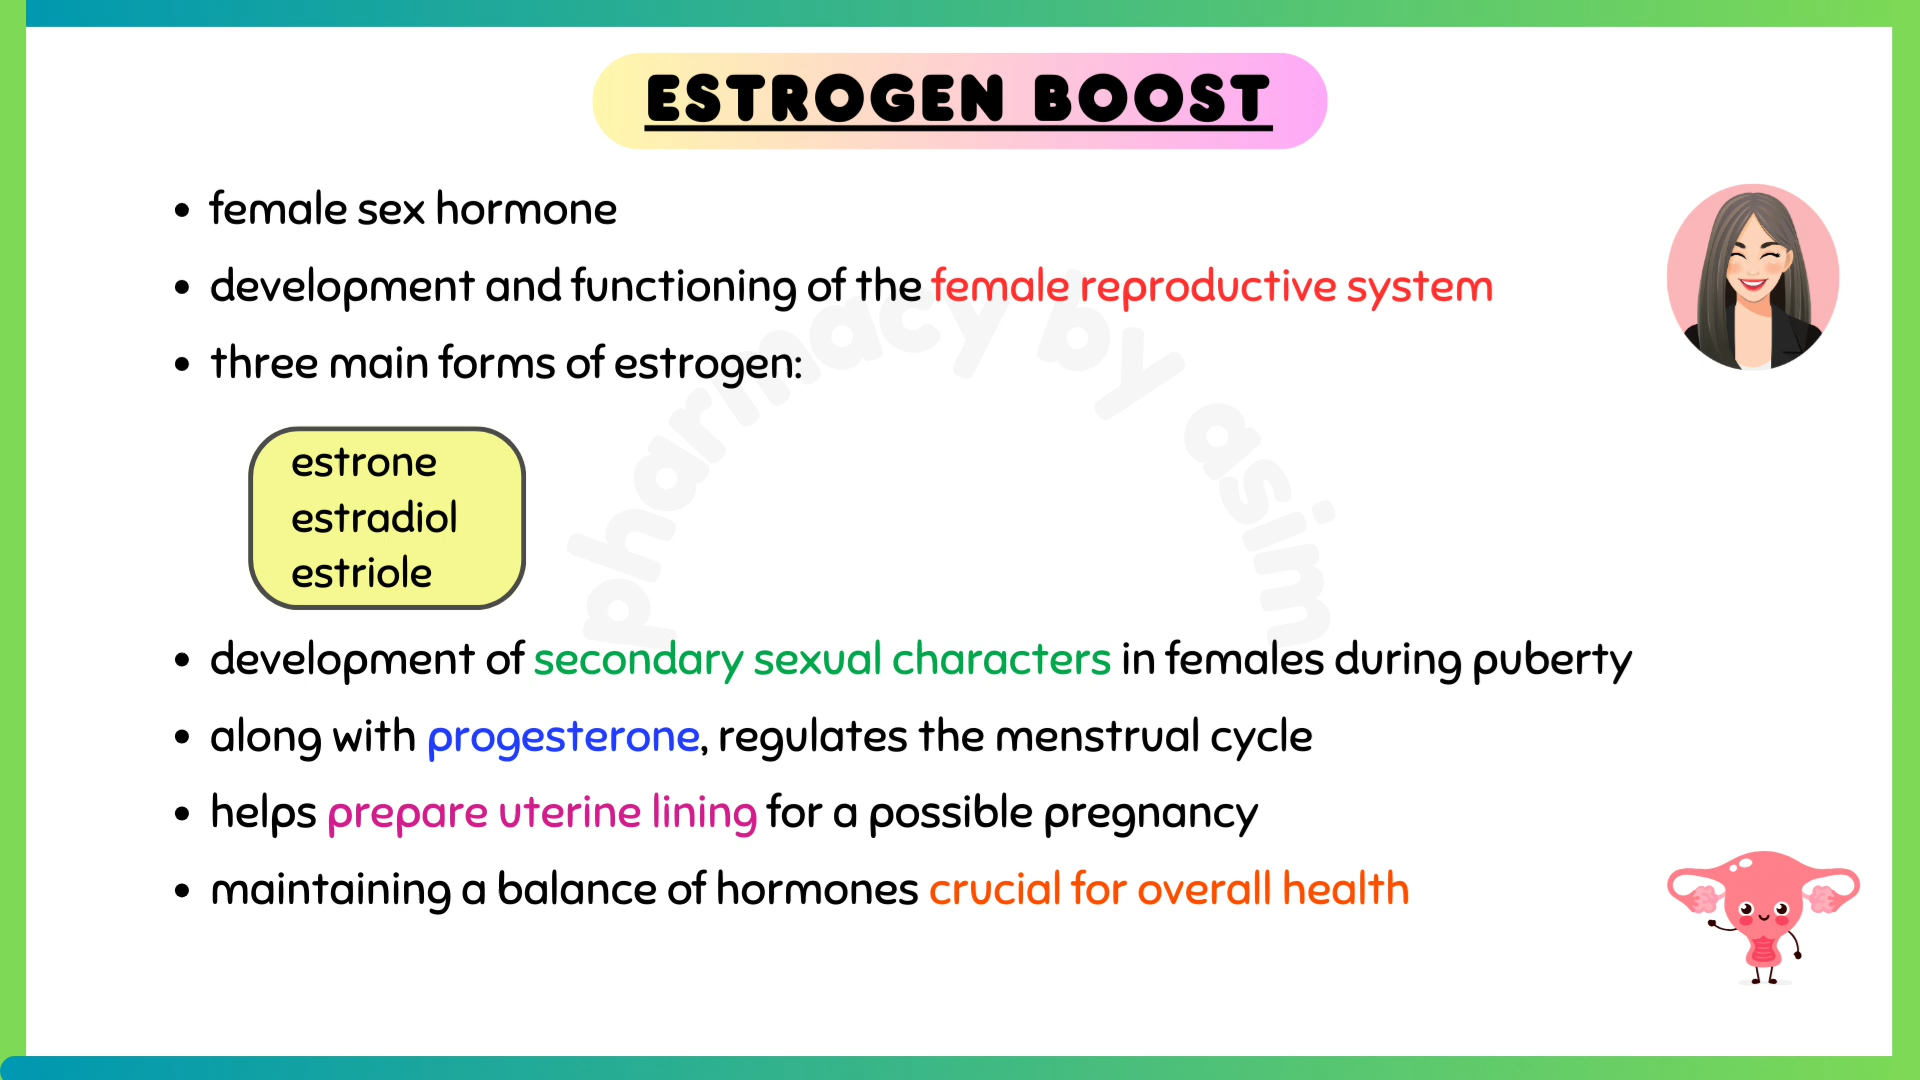 ESTROGEN BOOST
• female sex hormone
• development and functioning of the female reproductive system
• three main forms of estrogen:
estrone
estradiol
estriole
• development of secondary sexual characters in females during puberty
• along with progesterone, regulates the menstrual cycle
• helps prepare uterine lining for a possible pregnancy
• maintaining a balance of hormones crucial for overall health
pharmacy by asim